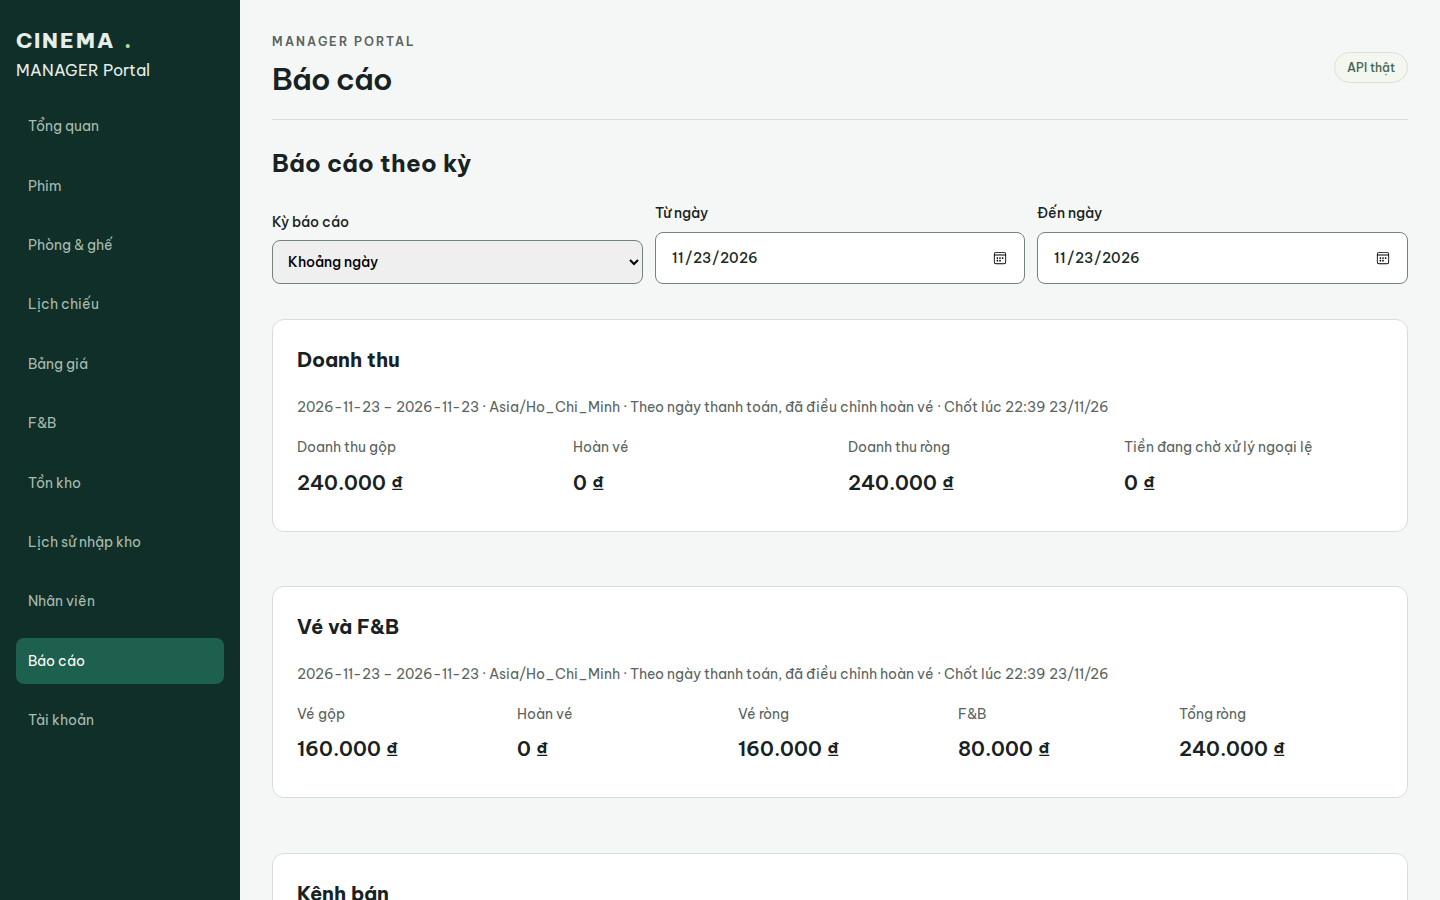 CINEMA .
MANAGER Portal
Tổng quan
Phim
Phòng & ghế
Lịch chiếu
Bảng giá
F&B
Tồn kho
Lịch sử nhập kho
Nhân viên
Báo cáo
Tài khoản
MANAGER PORTAL
Báo cáo
API thật
Báo cáo theo kỳ
Kỳ báo cáo
Khoảng ngày
Từ ngày
11/23/2026
Đến ngày
11/23/2026
Doanh thu
2026-11-23 – 2026-11-23 · Asia/Ho_Chi_Minh · Theo ngày thanh toán, đã điều chỉnh hoàn vé · Chốt lúc 22:39 23/11/26
Doanh thu gộp
240.000 ₫
Hoàn vé
0 ₫
Doanh thu ròng
240.000 ₫
Tiền đang chờ xử lý ngoại lệ
0 ₫
Vé và F&B
2026-11-23 – 2026-11-23 · Asia/Ho_Chi_Minh · Theo ngày thanh toán, đã điều chỉnh hoàn vé · Chốt lúc 22:39 23/11/26
Vé gộp
160.000 ₫
Hoàn vé
0 ₫
Vé ròng
160.000 ₫
F&B
80.000 ₫
Tổng ròng
240.000 ₫
Kênh bán